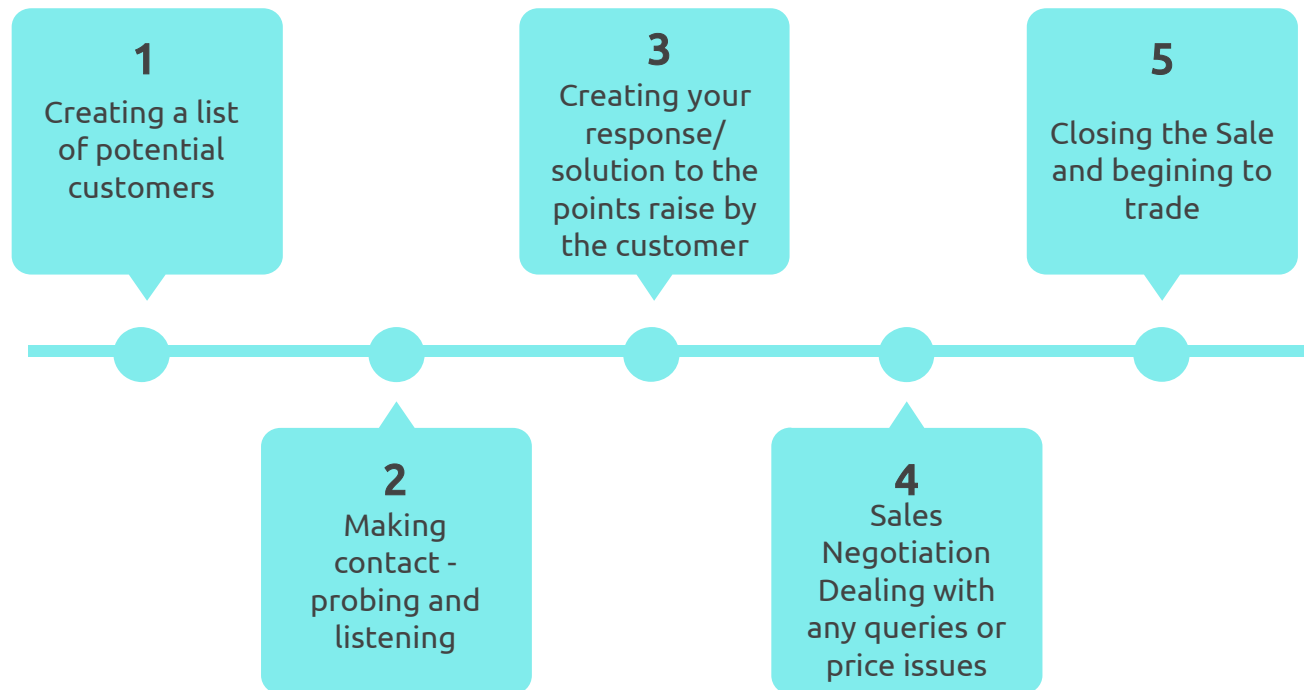 1
Creating a list
of potential
customers
2
Making
contact -
probing and
listening
3
Creating your
response/
solution to the
points raise by
the customer
4
Sales
Negotiation
Dealing with
any queries or
price issues
5
Closing the Sale
and begining to
trade